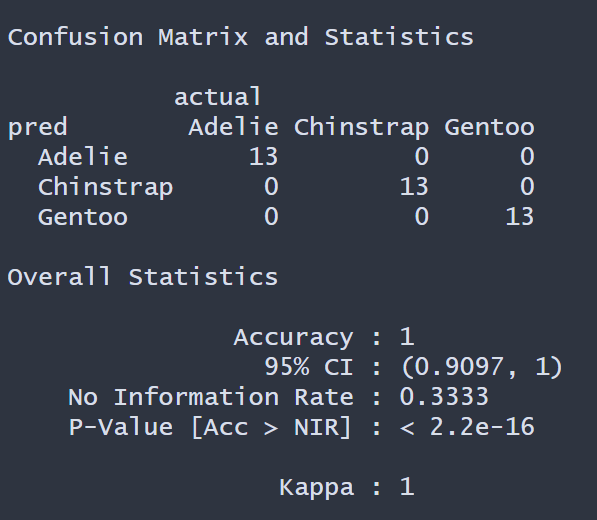 Confusion Matrix and Statistics
actual
pred Adelie Chinstrap Gentoo
Adelie 13 0 0
Chinstrap 0 13 0
Gentoo 0 0 13
Overall Statistics
Accuracy : 1
95% CI : (0.9097, 1)
No Information Rate : 0.3333
P-Value [Acc > NIR] : < 2.2e-16
Kappa : 1